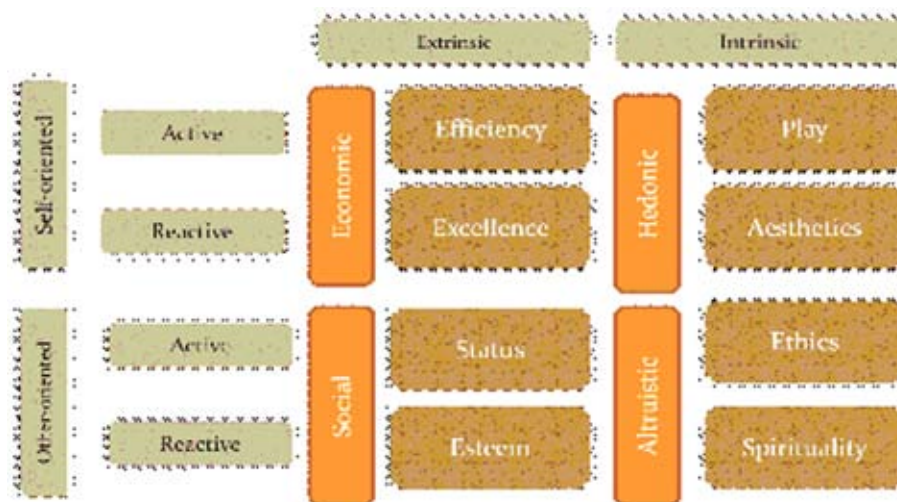 Extrinsic
Intrinsic
Self-oriented
Active
Economic
Efficiency
Hedonic
Play
Reactive
Excellence
Aesthetics
Other-oriented
Active
Social
Status
Altruistic
Ethics
Reactive
Esteem
Spirituality